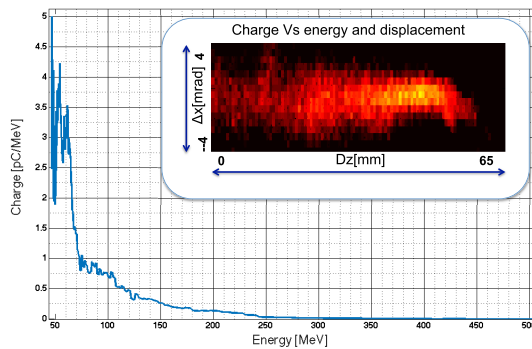 Charge Vs energy and displacement
Δx[mrad]
4
--4
0
Dz[mm]
65
Charge [pC/MeV]
5
4.5
4
3.5
3
2.5
2
1.5
1
0.5
0
50 100 150 200 250 300 350 400 450 500
Energy [MeV]